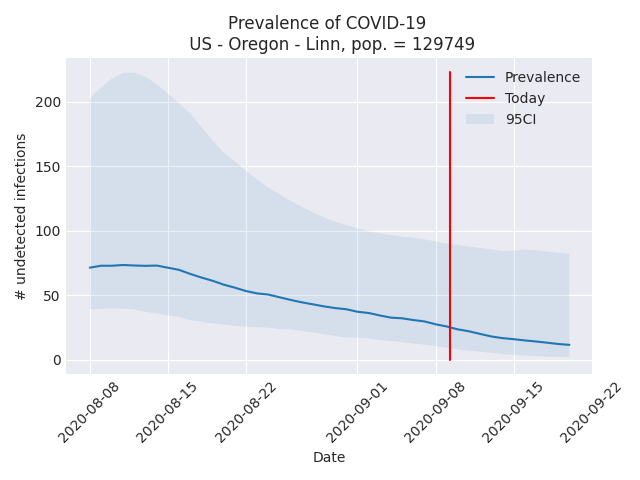 Prevalence of COVID-19
US - Oregon - Linn, pop. = 129749
Prevalence
Today
95CI
# undetected infections
200
150
100
50
0
2020-08-08
2020-08-15
2020-08-22
2020-09-01
2020-09-08
2020-09-15
2020-09-22
Date